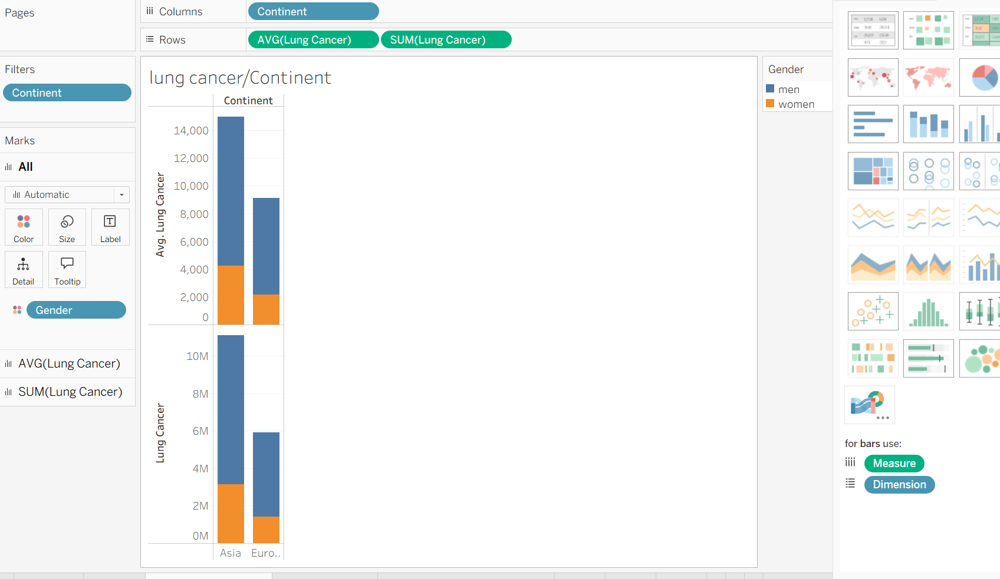 Pages
Columns
Continent
Rows
AVG(Lung Cancer)
SUM(Lung Cancer)
Filters
Continent
Marks
All
Automatic
Color
Size
Label
Detail
Tooltip
Gender
AVG(Lung Cancer)
SUM(Lung Cancer)
lung cancer/Continent
Continent
Avg. Lung Cancer
14,000
12,000
10,000
8,000
6,000
4,000
2,000
0
Lung Cancer
10M
8M
6M
4M
2M
0M
Asia
Euro..
Gender
men
women
for bars use:
Measure
Dimension